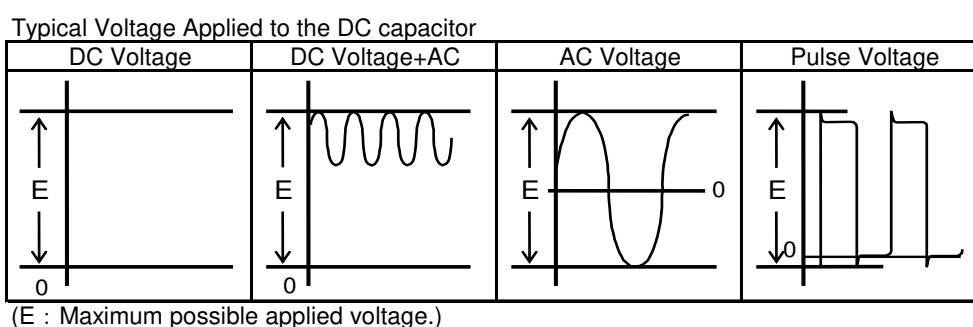 Typical Voltage Applied to the DC capacitor
DC Voltage DC Voltage+AC AC Voltage Pulse Voltage
E E E 0 E
0
0 0
(E : Maximum possible applied voltage.)